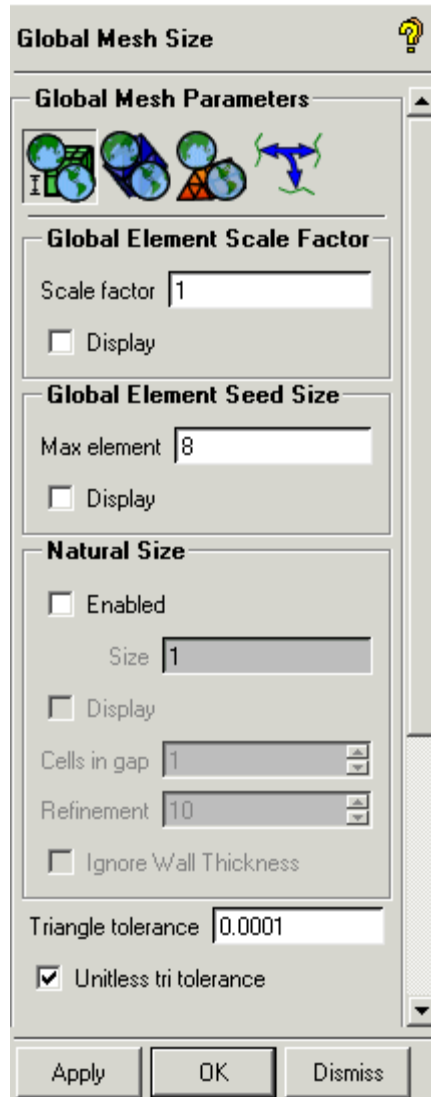 Global Mesh Size
Global Mesh Parameters
Global Element Scale Factor
Scale factor 1
Display
Global Element Seed Size
Max element 8
Display
Natural Size
Enabled
Size 1
Display
Cells in gap 1
Refinement 10
Ignore Wall Thickness
Triangle tolerance 0.0001
Unitless tri tolerance
Apply OK Dismiss